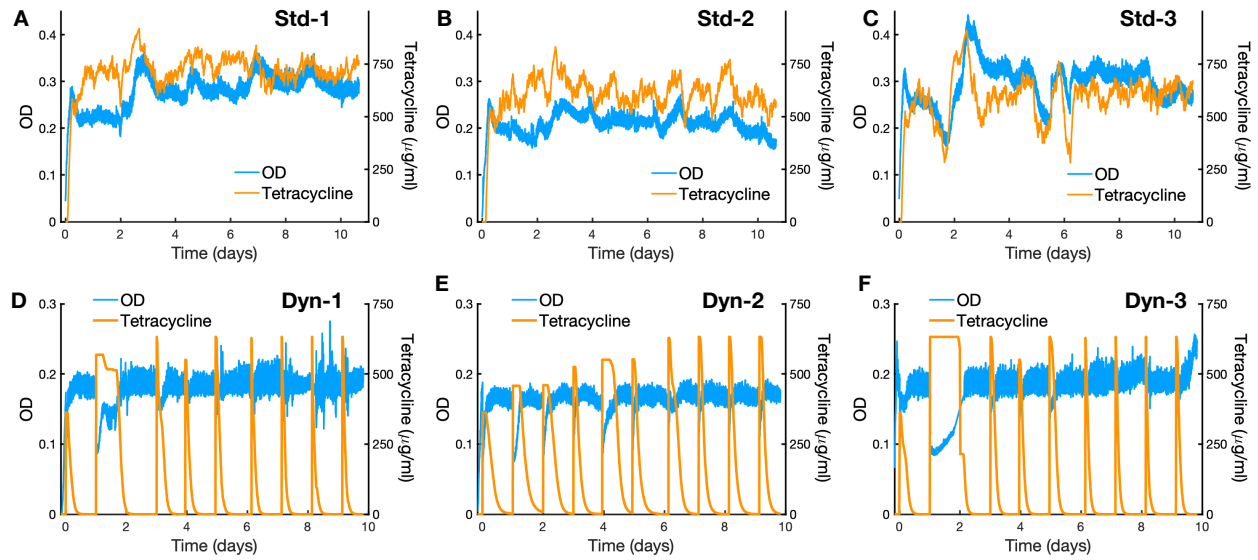 A
Std-1
0.4
0.3
0.2
0.1
0
OD
750
500
250
0
Tetracycline (μg/ml)
OD
Tetracycline
0 2 4 6 8 10
Time (days)
B
Std-2
0.4
0.3
0.2
0.1
0
OD
750
500
250
0
Tetracycline (μg/ml)
OD
Tetracycline
0 2 4 6 8 10
Time (days)
C
Std-3
0.4
0.3
0.2
0.1
0
OD
750
500
250
0
Tetracycline (μg/ml)
OD
Tetracycline
0 2 4 6 8 10
Time (days)
D
Dyn-1
OD
Tetracycline
0.3
0.2
0.1
0
OD
750
500
250
0
Tetracycline (μg/ml)
0 2 4 6 8 10
Time (days)
E
Dyn-2
OD
Tetracycline
0.3
0.2
0.1
0
OD
750
500
250
0
Tetracycline (μg/ml)
0 2 4 6 8 10
Time (days)
F
Dyn-3
OD
Tetracycline
0.3
0.2
0.1
0
OD
750
500
250
0
Tetracycline (μg/ml)
0 2 4 6 8 10
Time (days)